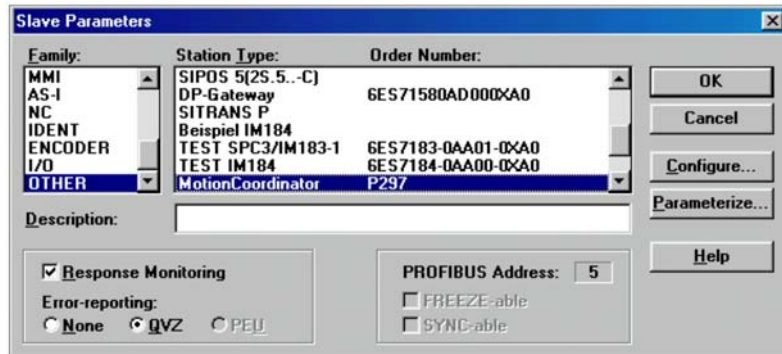 Slave Parameters
Family:
Station Type:
Order Number:
MMI
AS-I
NC
IDENT
ENCODER
I/O
OTHER
SIPOS 5(2S.5..-C)
DP-Gateway 6ES71580AD000XA0
SITRANS P
Beispiel IM184
TEST SPC3/IM183-1 6ES7183-0AA01-0XA0
TEST IM184 6ES7184-0AA00-0XA0
MotionCoordinator P297
OK
Cancel
Configure...
Parameterize...
Help
Description:
Response Monitoring
Error-reporting:
None QVZ PEU
PROFIBUS Address: 5
FREEZE-able
SYNC-able